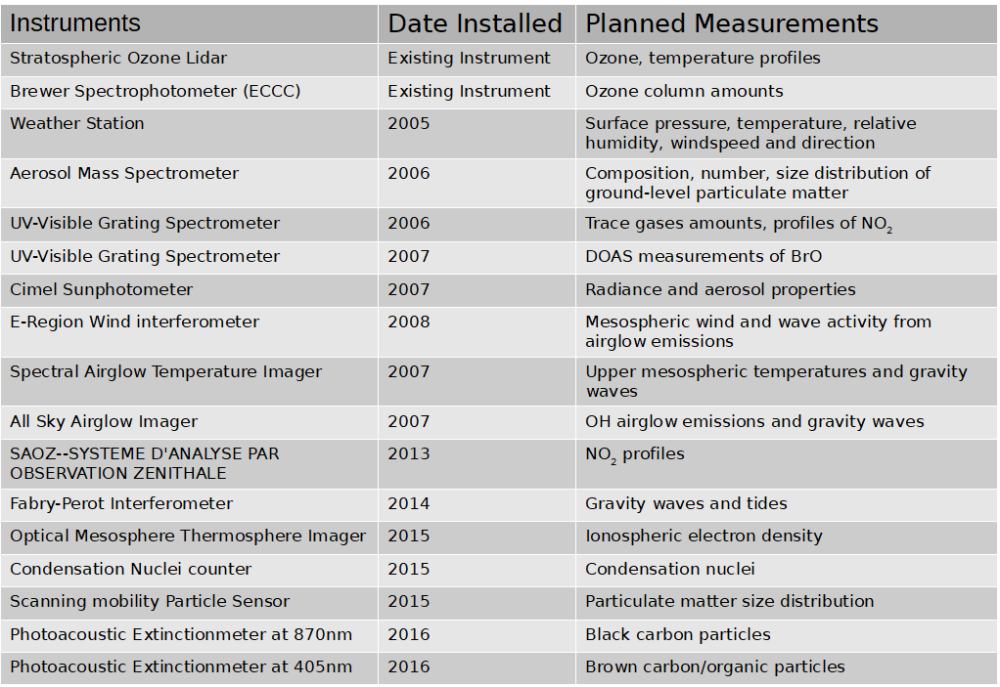 Instruments Date Installed Planned Measurements
Stratospheric Ozone Lidar Existing Instrument Ozone, temperature profiles
Brewer Spectrophotometer (ECCC) Existing Instrument Ozone column amounts
Weather Station 2005 Surface pressure, temperature, relative
humidity, windspeed and direction
Aerosol Mass Spectrometer 2006 Composition, number, size distribution of
ground-level particulate matter
UV-Visible Grating Spectrometer 2006 Trace gases amounts, profiles of NO₂
UV-Visible Grating Spectrometer 2007 DOAS measurements of BrO
Cimel Sunphotometer 2007 Radiance and aerosol properties
E-Region Wind interferometer 2008 Mesospheric wind and wave activity from
airglow emissions
Spectral Airglow Temperature Imager 2007 Upper mesospheric temperatures and gravity
waves
All Sky Airglow Imager 2007 OH airglow emissions and gravity waves
SAOZ--SYSTEME D'ANALYSE PAR 2013 NO₂ profiles
OBSERVATION ZENITHALE
Fabry-Perot Interferometer 2014 Gravity waves and tides
Optical Mesosphere Thermosphere Imager 2015 Ionospheric electron density
Condensation Nuclei counter 2015 Condensation nuclei
Scanning mobility Particle Sensor 2015 Particulate matter size distribution
Photoacoustic Extinctionmeter at 870nm 2016 Black carbon particles
Photoacoustic Extinctionmeter at 405nm 2016 Brown carbon/organic particles